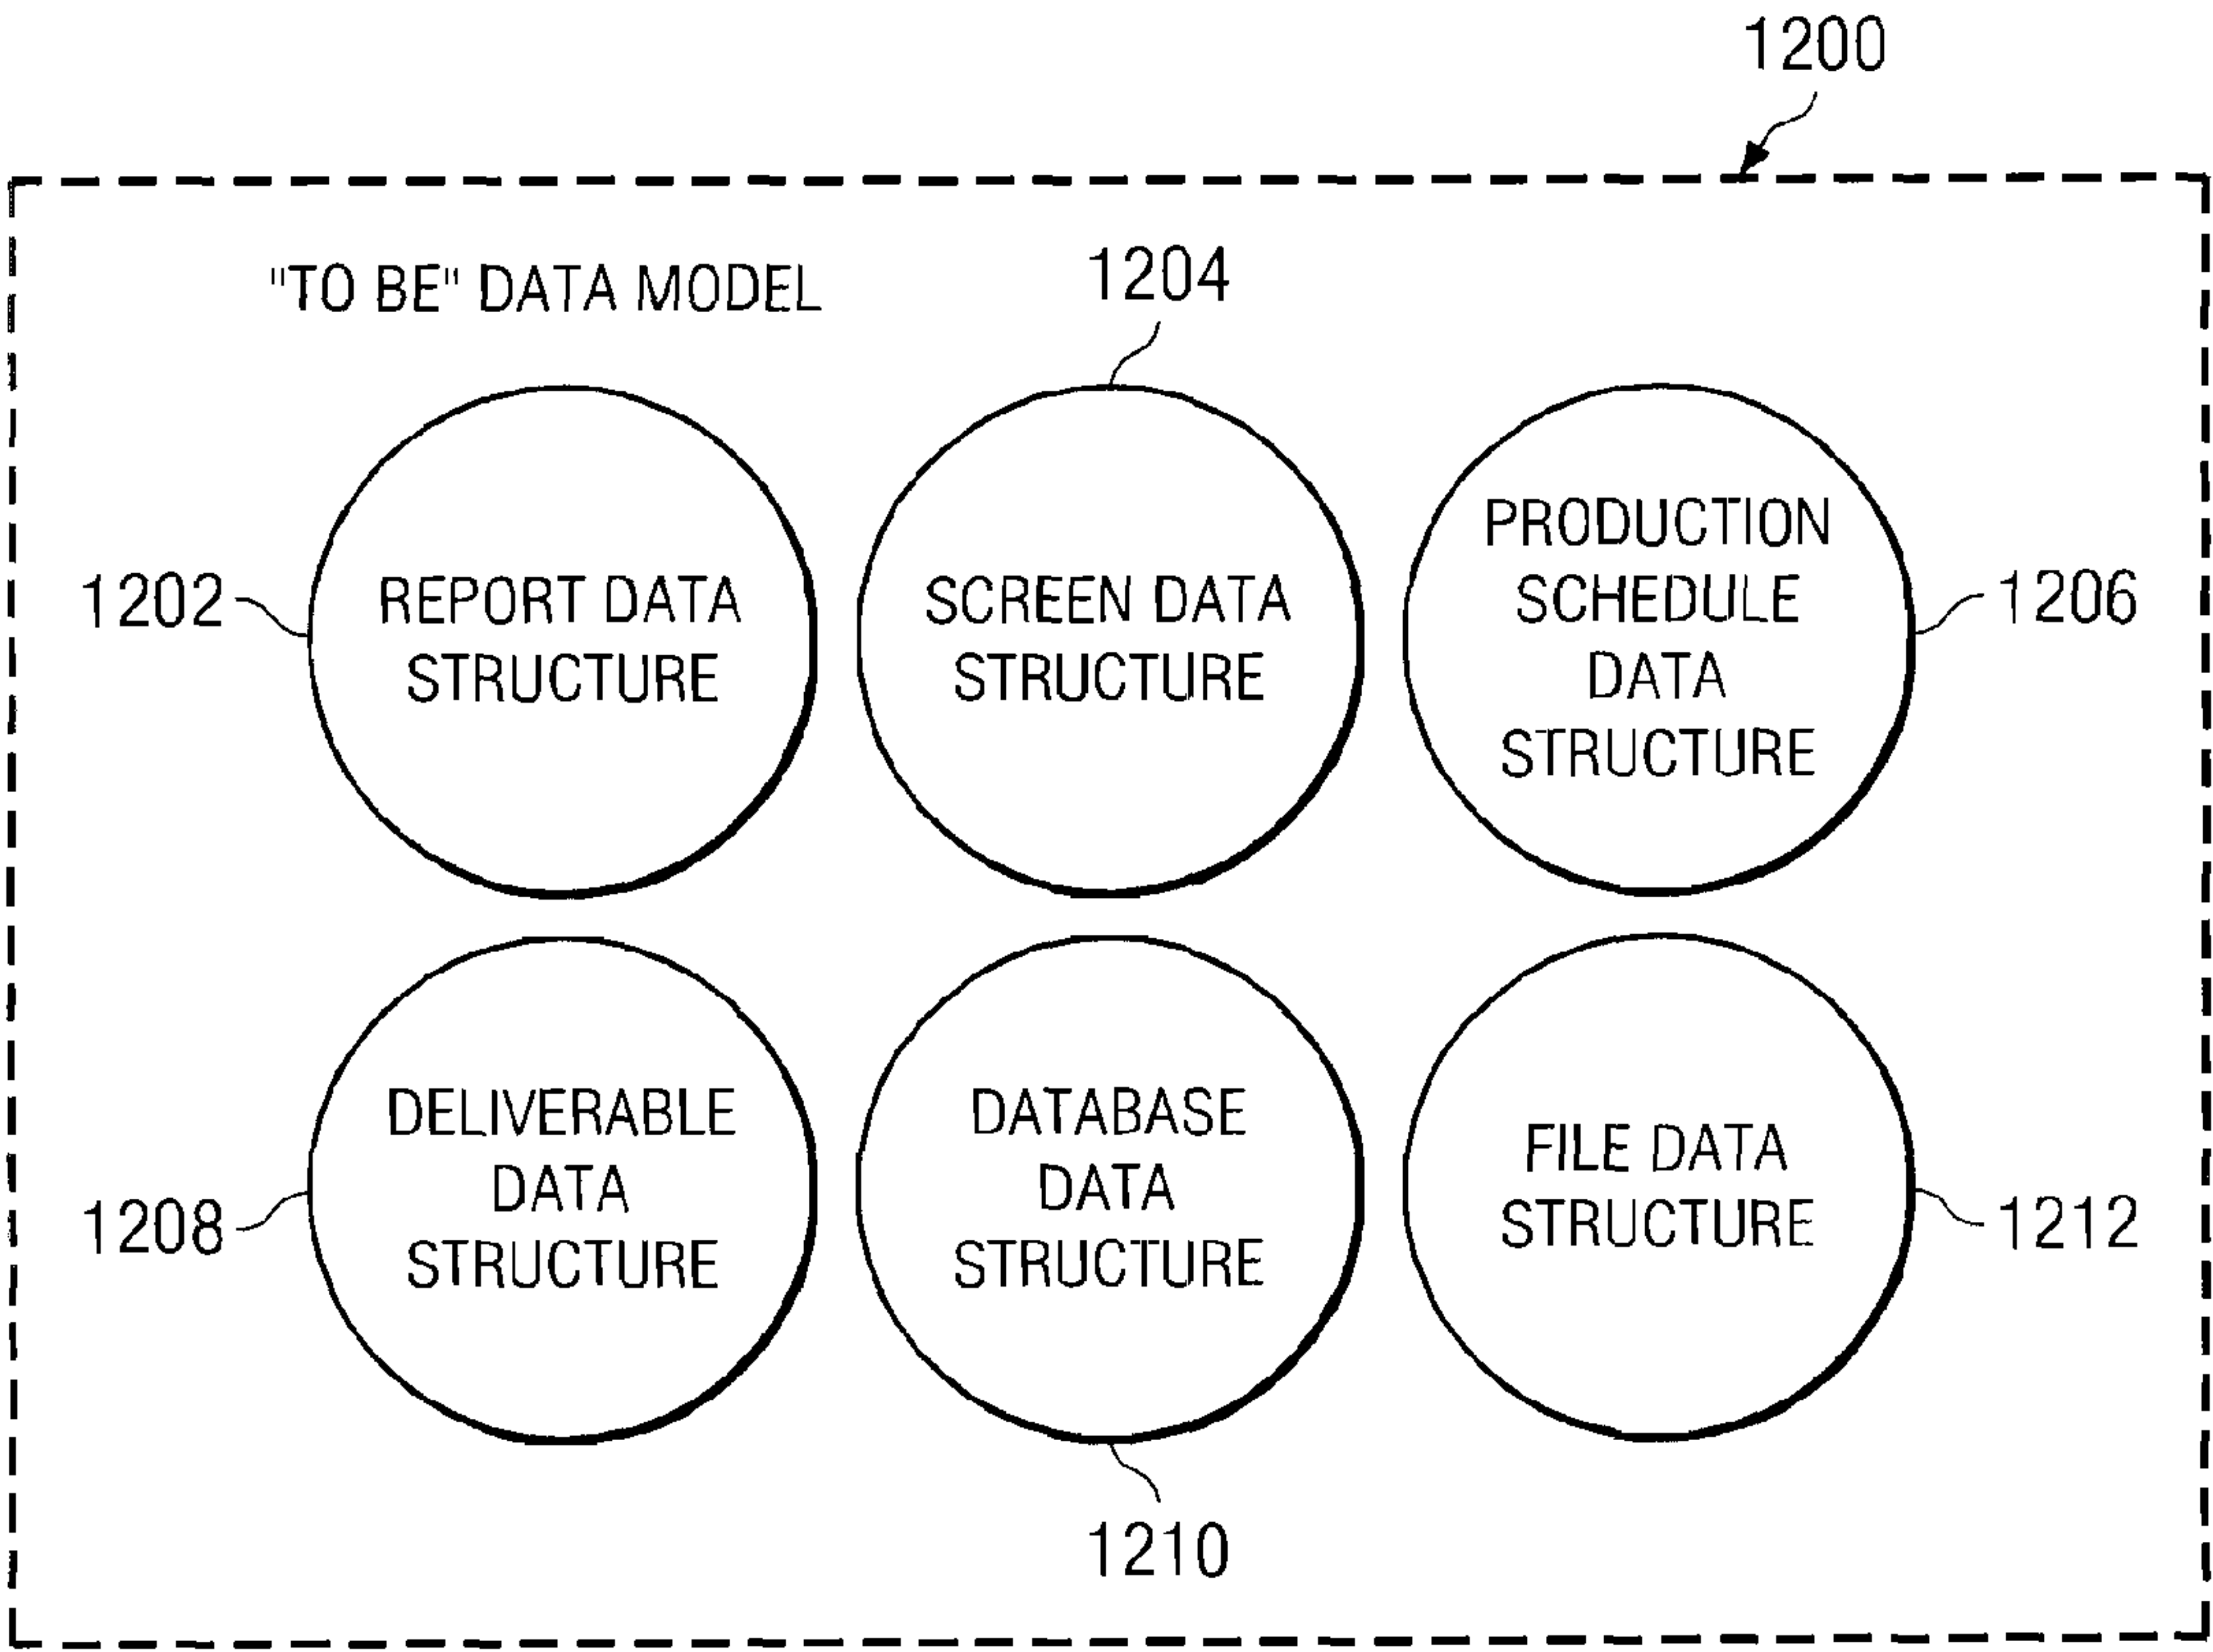 1200
"TO BE" DATA MODEL
1204
1202
REPORT DATA
STRUCTURE
SCREEN DATA
STRUCTURE
PRODUCTION
SCHEDULE
DATA
STRUCTURE
1206
1208
DELIVERABLE
DATA
STRUCTURE
DATABASE
DATA
STRUCTURE
FILE DATA
STRUCTURE
1212
1210